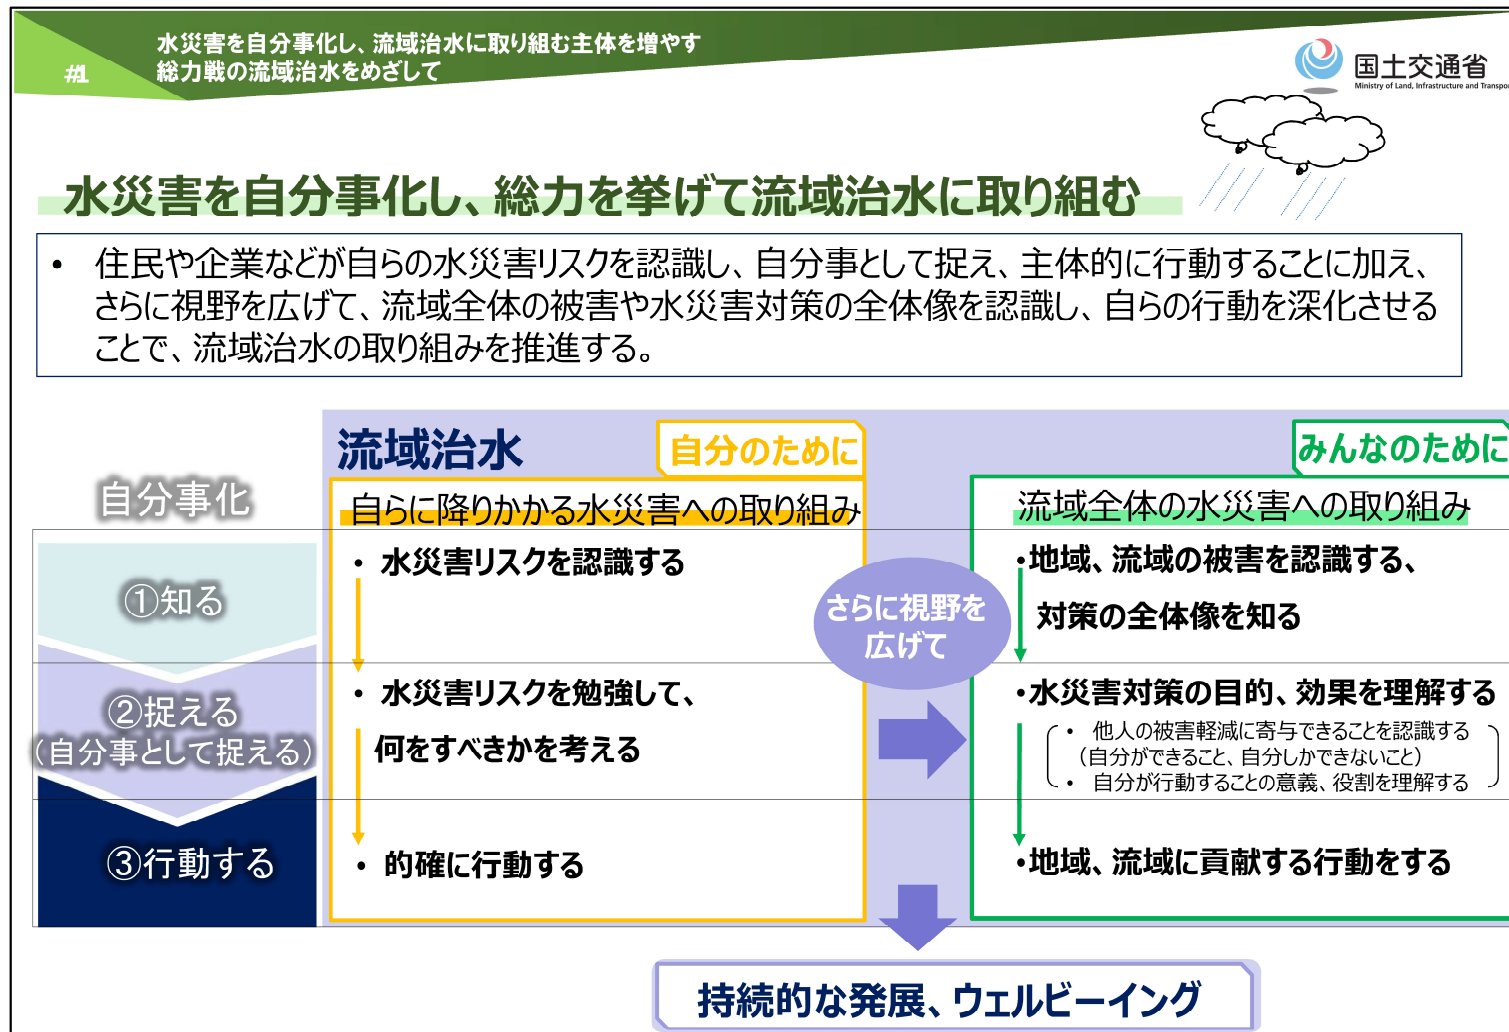 #1
水災害を自分事化し、流域治水に取り組む主体を増やす
総力戦の流域治水をめざして
国土交通省
Ministry of Land, Infrastructure and Transpor
水災害を自分事化し、総力を挙げて流域治水に取り組む
• 住民や企業などが自らの水災害リスクを認識し、自分事として捉え、主体的に行動することに加え、
さらに視野を広げて、流域全体の被害や水災害対策の全体像を認識し、自らの行動を深化させる
ことで、流域治水の取り組みを推進する。
流域治水
自分のために
みんなのために
自分事化
自らに降りかかる水災害への取り組み
流域全体の水災害への取り組み
①知る
• 水災害リスクを認識する
さらに視野を
広げて
•地域、流域の被害を認識する、
対策の全体像を知る
②捉える
(自分事として捉える)
• 水災害リスクを勉強して、
何をすべきかを考える
•水災害対策の目的、効果を理解する
• 他人の被害軽減に寄与できることを認識する
(自分ができること、自分しかできないこと)
• 自分が行動することの意義、役割を理解する
③行動する
• 的確に行動する
•地域、流域に貢献する行動をする
持続的な発展、ウェルビーイング